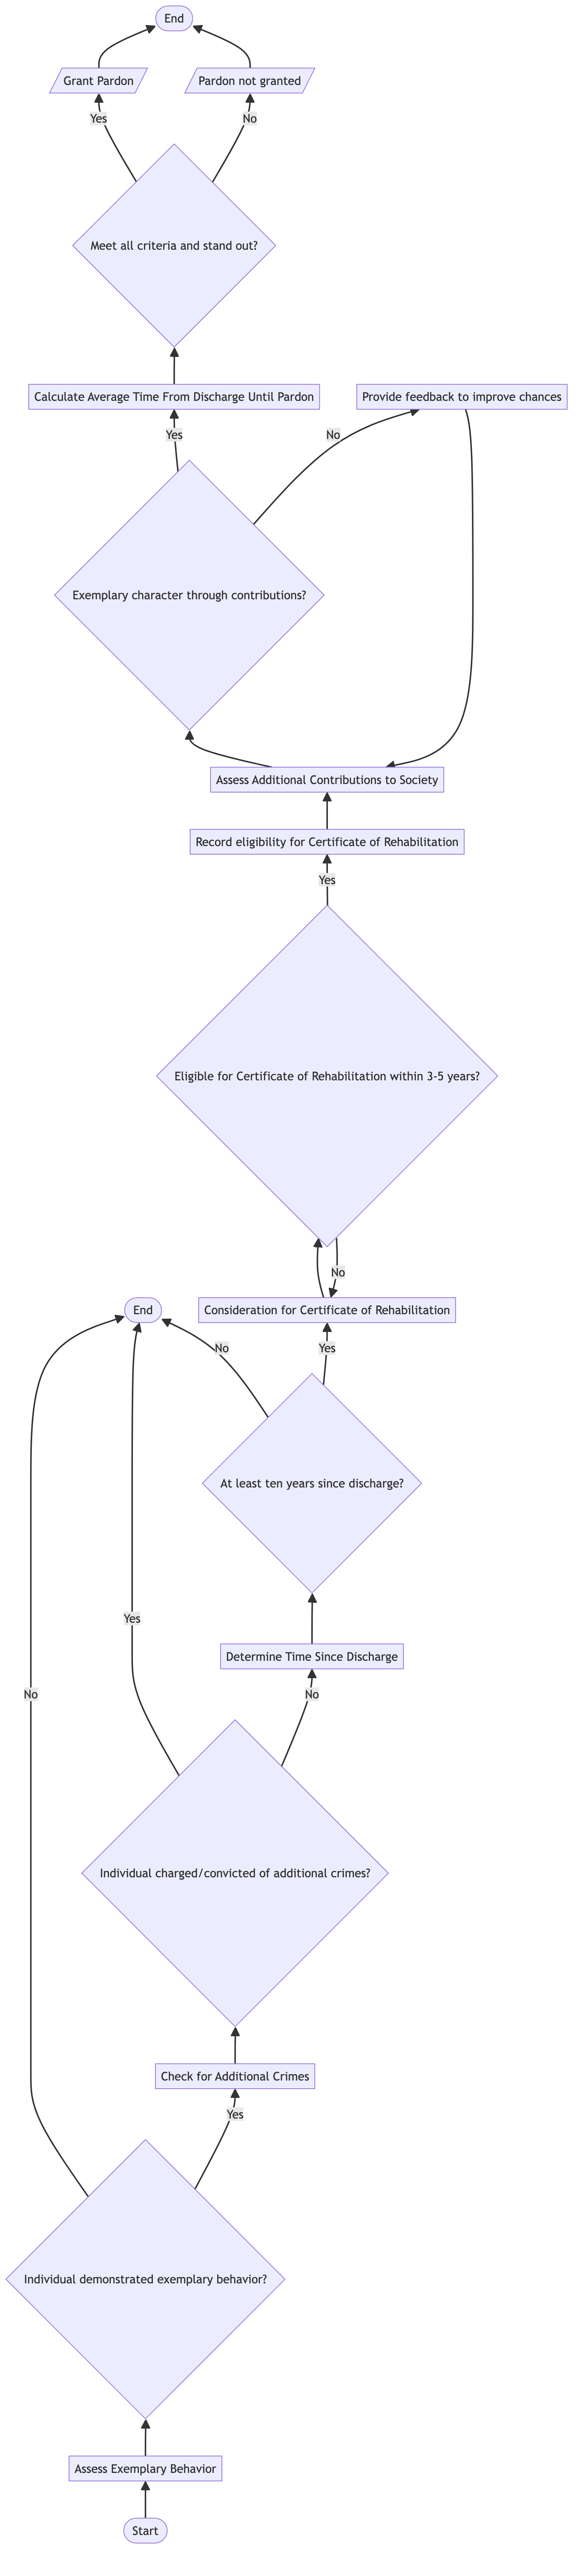 End
Grant Pardon
Pardon not granted
Yes
No
Meet all criteria and stand out?
Calculate Average Time From Discharge Until Pardon
Provide feedback to improve chances
Yes
No
Exemplary character through contributions?
Assess Additional Contributions to Society
Record eligibility for Certificate of Rehabilitation
Yes
Eligible for Certificate of Rehabilitation within 3-5 years?
No
End
Consideration for Certificate of Rehabilitation
No
Yes
At least ten years since discharge?
Yes
Determine Time Since Discharge
No
No
Individual charged/convicted of additional crimes?
Check for Additional Crimes
Yes
Individual demonstrated exemplary behavior?
Assess Exemplary Behavior
Start